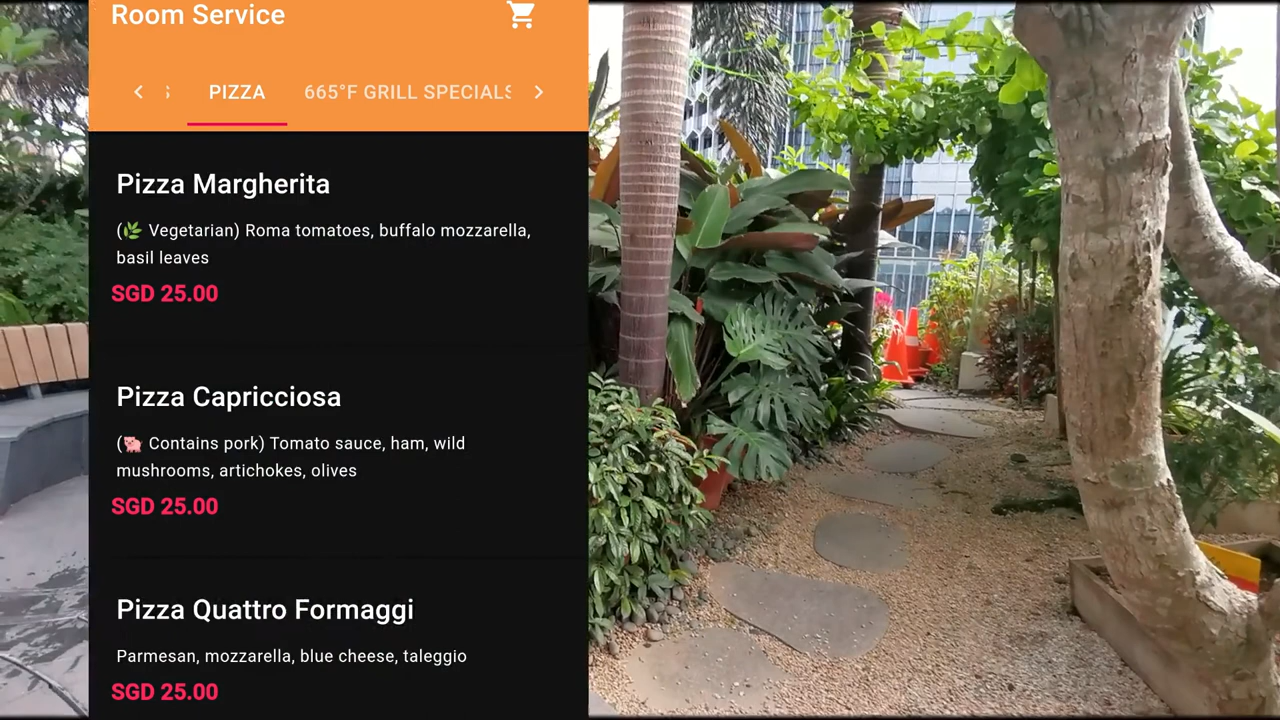 Room Service
PIZZA
665°F GRILL SPECIALS
Pizza Margherita
(🌿 Vegetarian) Roma tomatoes, buffalo mozzarella,
basil leaves
SGD 25.00
Pizza Capricciosa
(🐖 Contains pork) Tomato sauce, ham, wild
mushrooms, artichokes, olives
SGD 25.00
Pizza Quattro Formaggi
Parmesan, mozzarella, blue cheese, taleggio
SGD 25.00